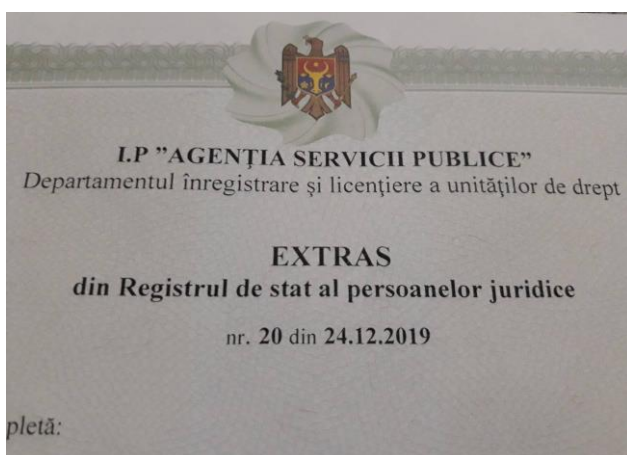 I.P ”AGENȚIA SERVICII PUBLICE”
Departamentul înregistrare și licențiere a unităților de drept
EXTRAS
din Registrul de stat al persoanelor juridice
nr. 20 din 24.12.2019
pletă: